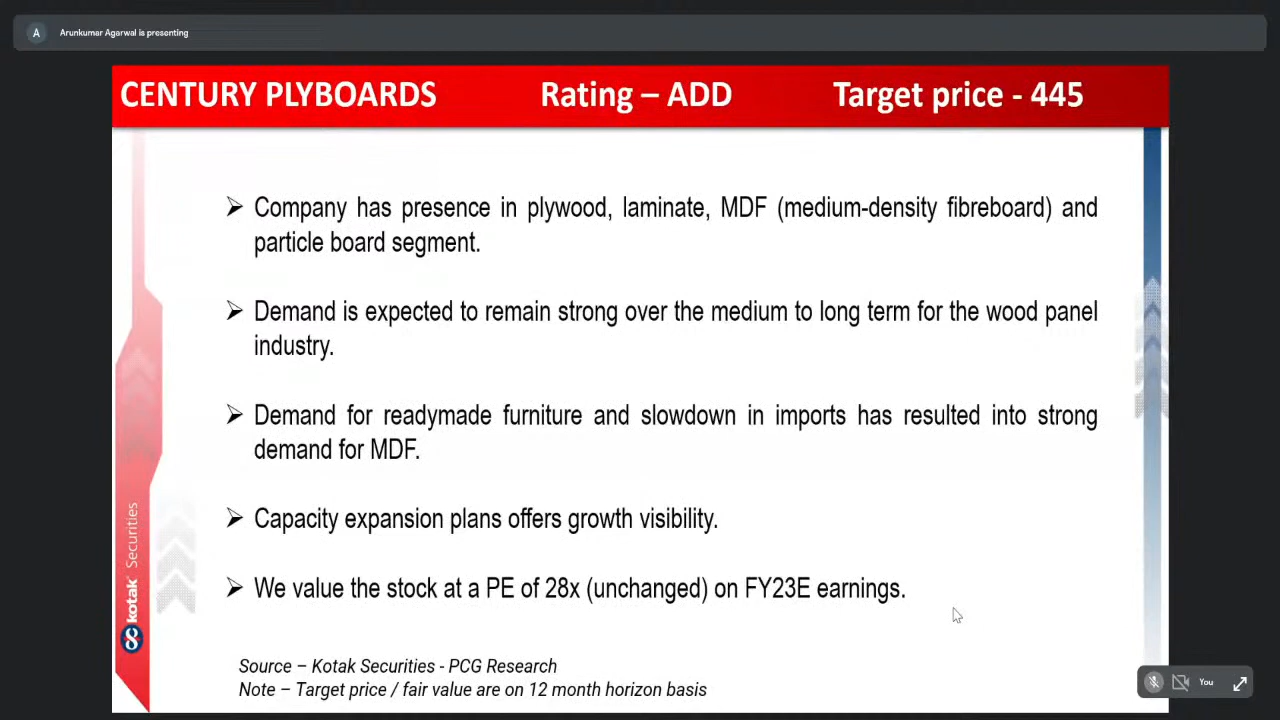 A
Arunkumar Agarwal is presenting
CENTURY PLYBOARDS Rating – ADD Target price - 445
➢ Company has presence in plywood, laminate, MDF (medium-density fibreboard) and
particle board segment.
➢ Demand is expected to remain strong over the medium to long term for the wood panel
industry.
➢ Demand for readymade furniture and slowdown in imports has resulted into strong
demand for MDF.
➢ Capacity expansion plans offers growth visibility.
➢ We value the stock at a PE of 28x (unchanged) on FY23E earnings.
kotak Securities
Source – Kotak Securities - PCG Research
Note – Target price / fair value are on 12 month horizon basis
You